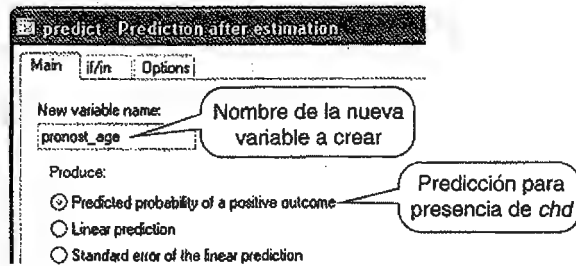 predict - Prediction after estimation
Main if/in Options
New variable name:
pronost_age
Nombre de la nueva
variable a crear
Produce:
Predicted probability of a positive outcome
Predicción para
presencia de chd
Linear prediction
Standard error of the linear prediction